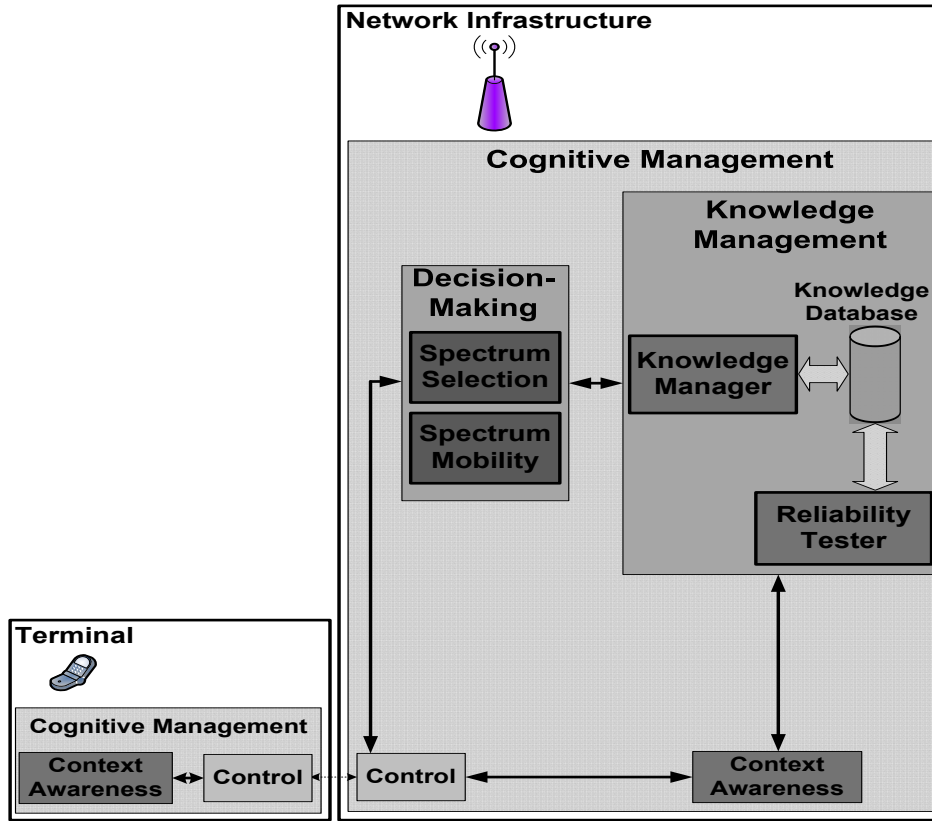 Network Infrastructure
Cognitive Management
Knowledge
Management
Decision-
Making
Knowledge
Database
Spectrum
Selection
Knowledge
Manager
Spectrum
Mobility
Reliability
Tester
Terminal
Cognitive Management
Context
Awareness
Control
Control
Context
Awareness